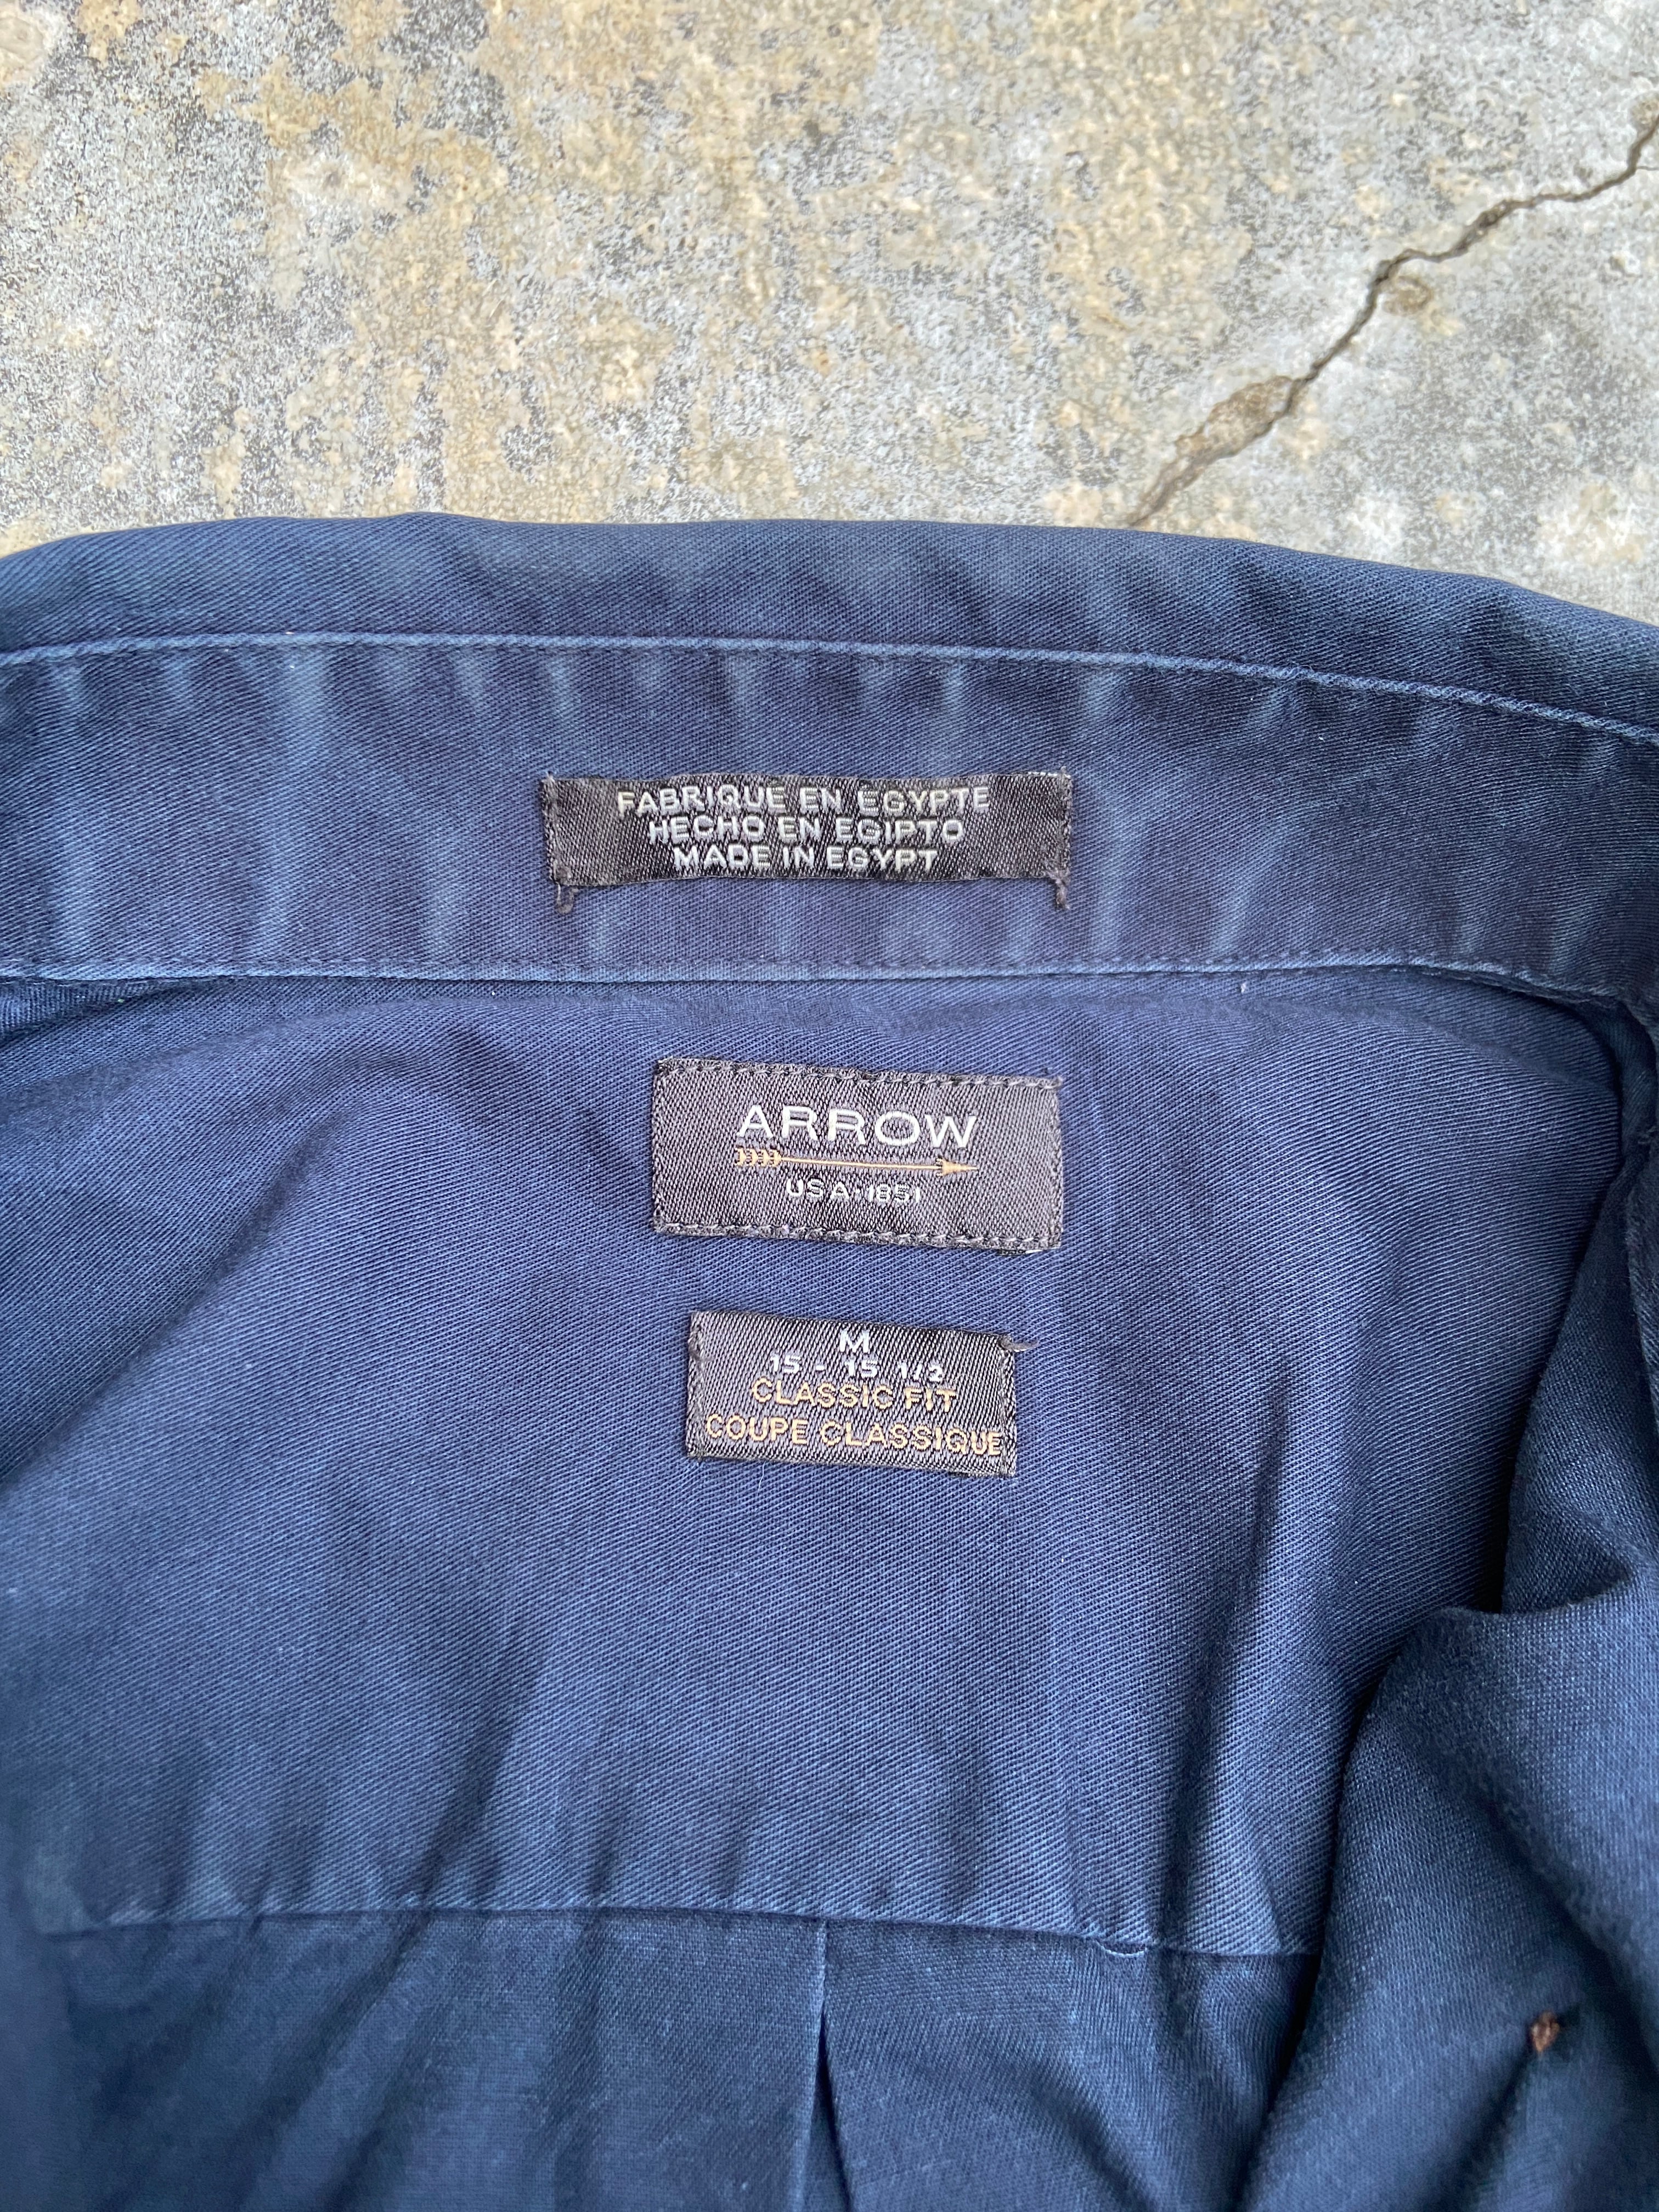 FABRIQUE EN EGYPTE
HECHO EN EGIPTO
MADE IN EGYPT
ARROW
USA·1851
M
15 - 15 1/2
CLASSIC FIT
COUPE CLASSIQUE